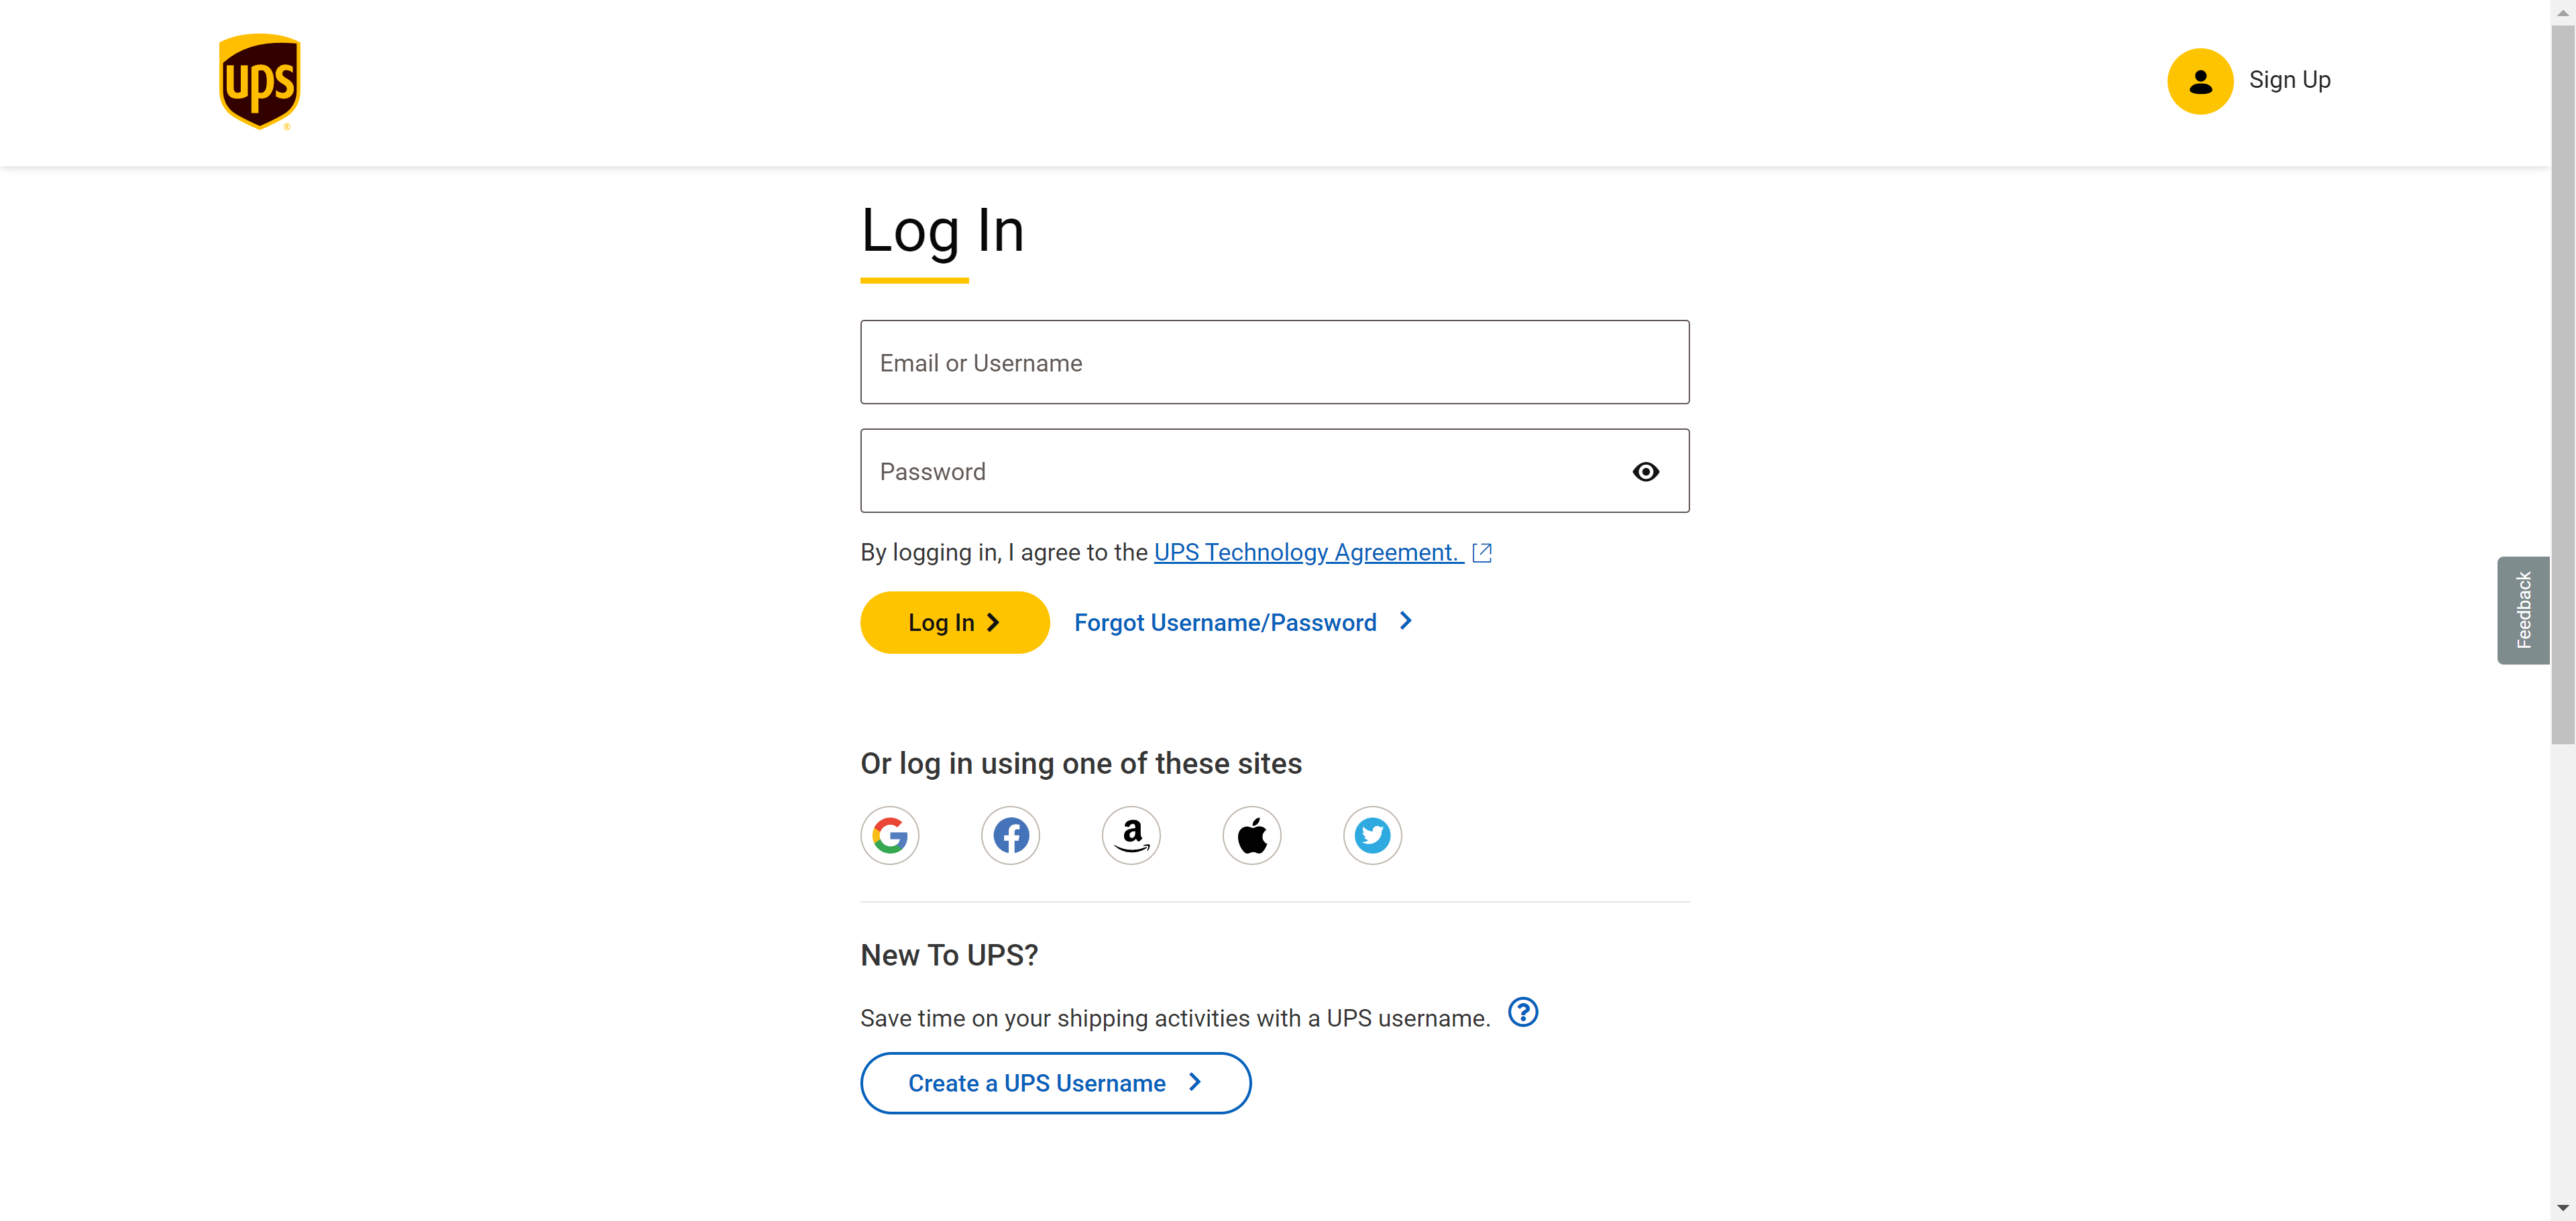 ups
Sign Up
Log In
Email or Username
Password
By logging in, I agree to the UPS Technology Agreement.
Log In
Forgot Username/Password
Feedback
Or log in using one of these sites
New To UPS?
Save time on your shipping activities with a UPS username.
Create a UPS Username